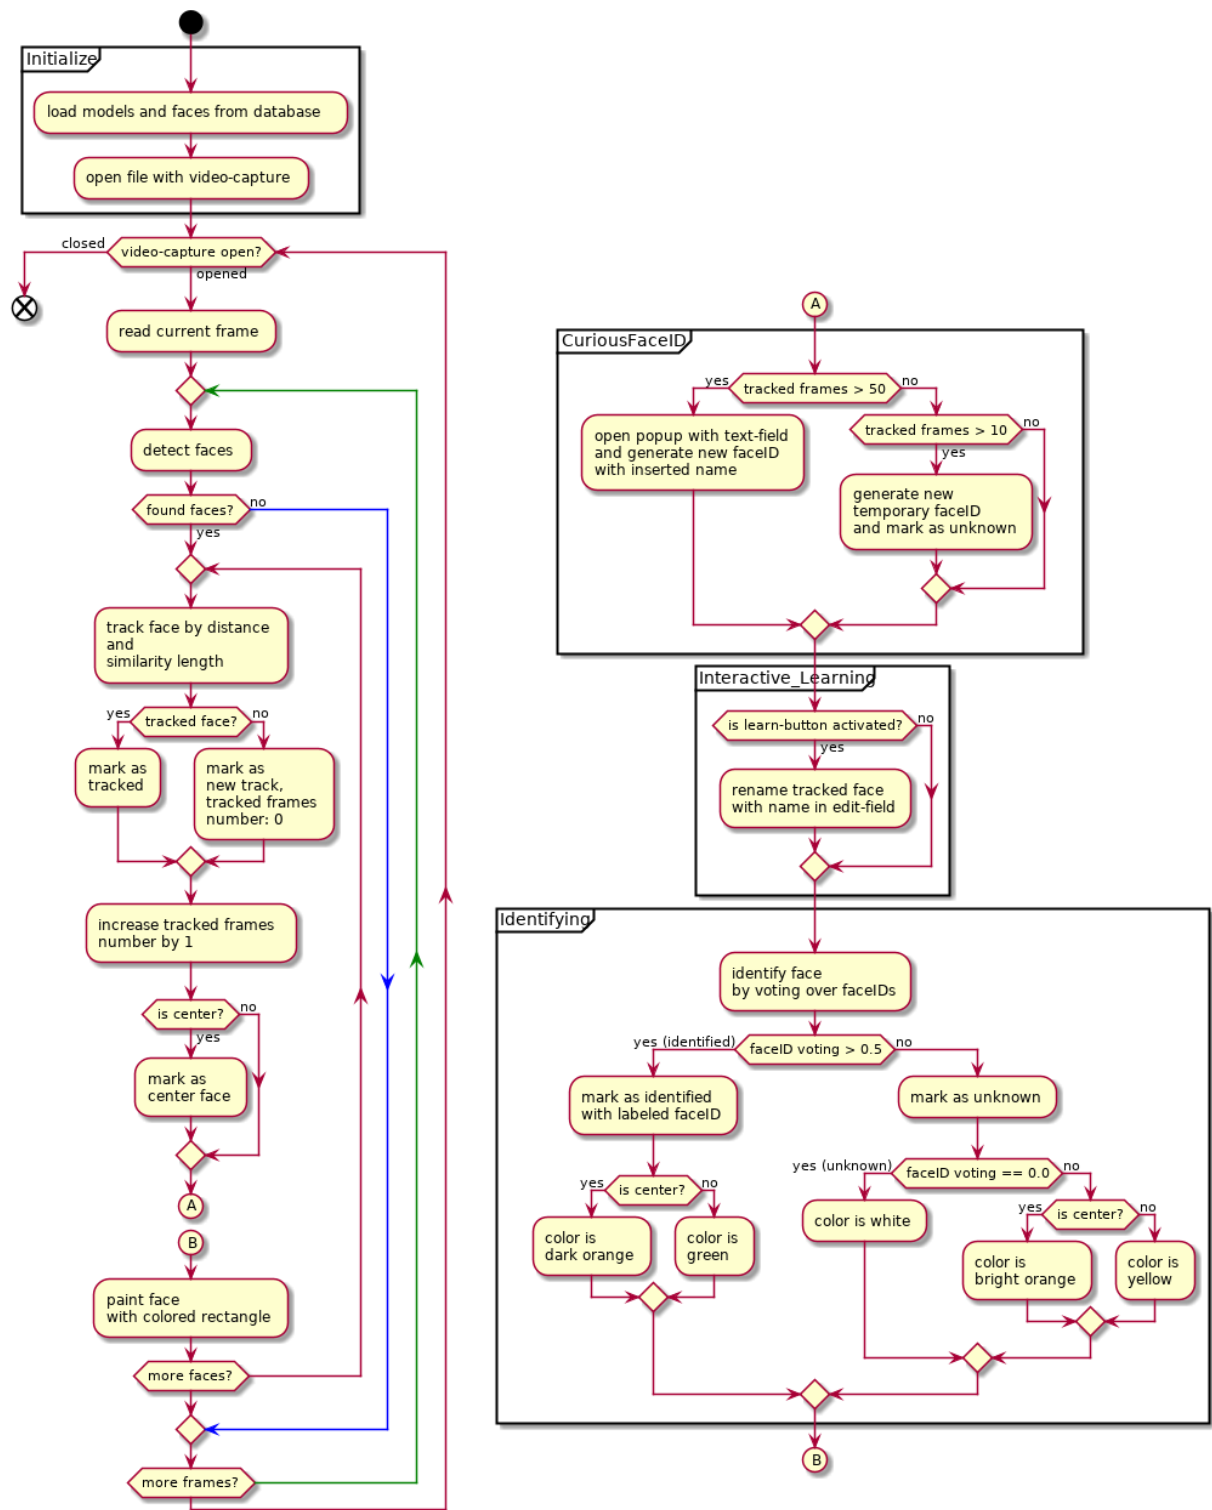 Initialize
load models and faces from database
open file with video-capture
closed
video-capture open?
opened
read current frame
detect faces
found faces?
no
yes
track face by distance
and
similarity length
yes
tracked face?
no
mark as
tracked
mark as
new track,
tracked frames
number: 0
increase tracked frames
number by 1
is center?
no
yes
mark as
center face
A
B
paint face
with colored rectangle
more faces?
more frames?
A
CuriousFaceID
yes
tracked frames > 50
no
open popup with text-field
and generate new faceID
with inserted name
tracked frames > 10
no
yes
generate new
temporary faceID
and mark as unknown
Interactive_Learning
is learn-button activated?
no
yes
rename tracked face
with name in edit-field
Identifying
identify face
by voting over faceIDs
yes (identified)
faceID voting > 0.5
no
mark as identified
with labeled faceID
yes
is center?
no
color is
dark orange
color is
green
mark as unknown
yes (unknown)
faceID voting == 0.0
no
color is white
yes
is center?
no
color is
bright orange
color is
yellow
B